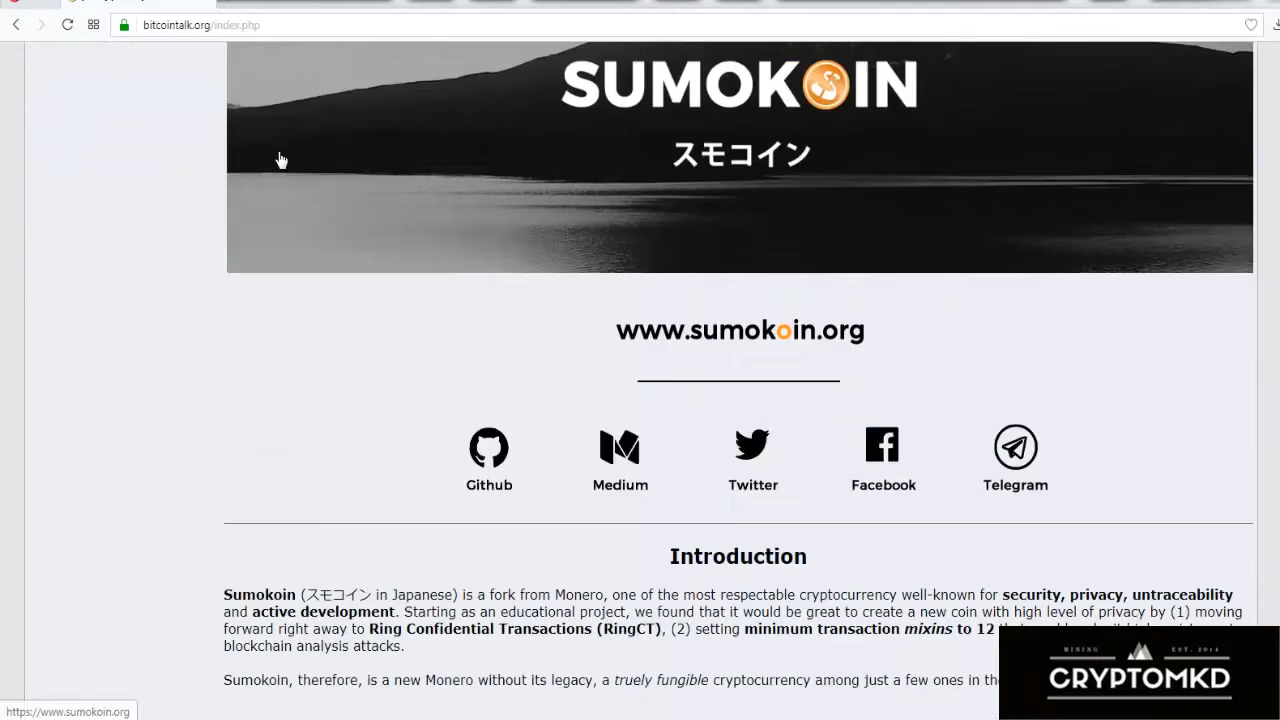 bitcointalk.org/index.php
SUMOKOIN
スモコイン
www.sumokoin.org
Github Medium Twitter Facebook Telegram
Introduction
Sumokoin (スモコイン in Japanese) is a fork from Monero, one of the most respectable cryptocurrency well-known for security, privacy, untraceability
and active development. Starting as an educational project, we found that it would be great to create a new coin with high level of privacy by (1) moving
forward right away to Ring Confidential Transactions (RingCT), (2) setting minimum transaction mixins to 12
blockchain analysis attacks.
Sumokoin, therefore, is a new Monero without its legacy, a truely fungible cryptocurrency among just a few ones in
MINING EST. 2014
CRYPTOMKD
https://www.sumokoin.org